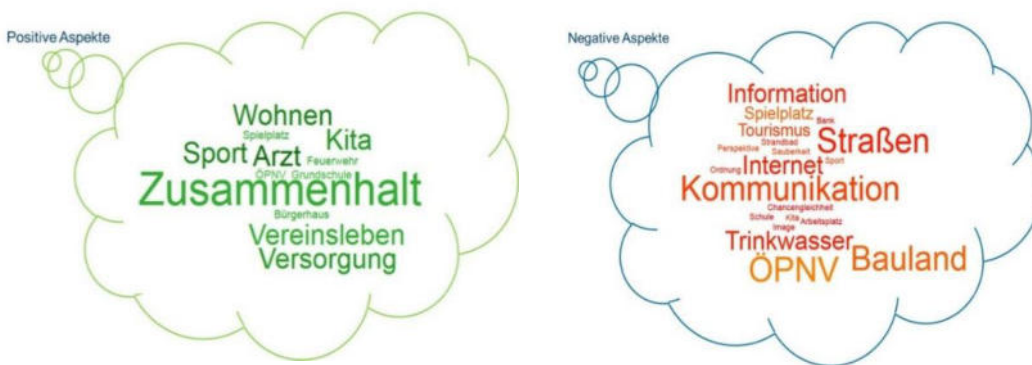 Positive Aspekte
Wohnen
Spielplatz
Kita
Sport Arzt Feuerwehr
ÖPNV Grundschule
Zusammenhalt
Bürgerhaus
Vereinsleben
Versorgung
Negative Aspekte
Information
Spielplatz Bank
Tourismus
Straßen
Strandbad
Perspektive Sauberkeit
Internet Sport
Ordnung
Kommunikation
Chancengleichheit
Schule Kita Arbeitsplatz
Image
Trinkwasser
ÖPNV Bauland